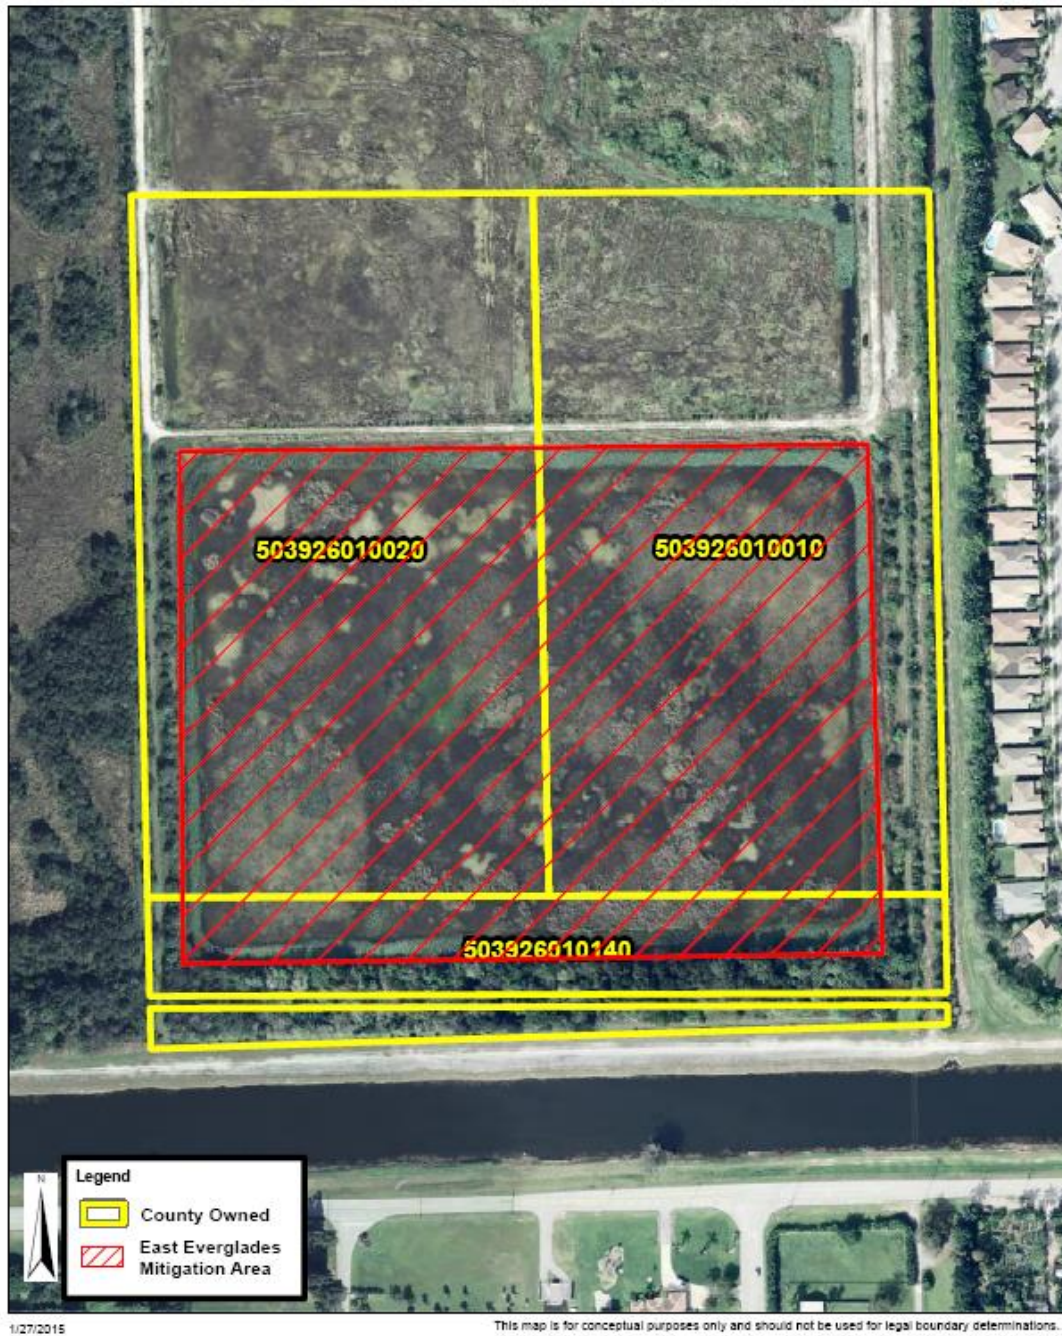 503926010020
503926010010
503926010140
N
Legend
County Owned
East Everglades
Mitigation Area
1/27/2015
This map is for conceptual purposes only and should not be used for legal boundary determinations.